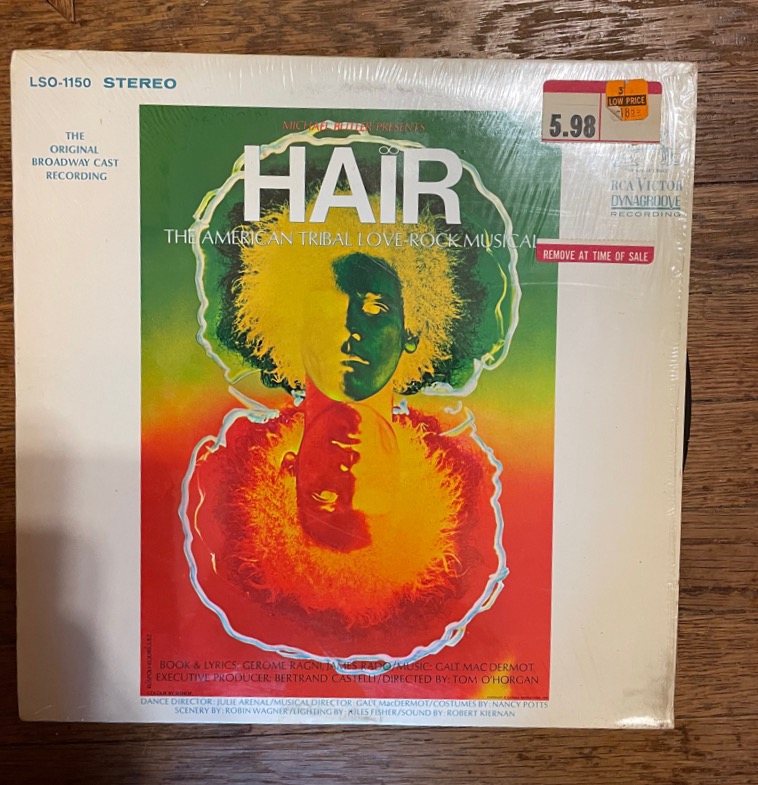 LSO-1150 STEREO
THE
ORIGINAL
BROADWAY CAST
RECORDING
5.98
LOW PRICE
RCA VICTOR
DYNAGROOVE
RECORDING
REMOVE AT TIME OF SALE
MICHAEL BUTLER PRESENTS
HAIR
THE AMERICAN TRIBAL LOVE-ROCK MUSICAL
BOOK & LYRICS: GEROME RAGNI, JAMES RADO/MUSIC: GALT MAC DERMOT
EXECUTIVE PRODUCER: BERTRAND CASTELLI/DIRECTED BY: TOM O'HORGAN
DANCE DIRECTOR: JULIE ARENAL/MUSICAL DIRECTOR: GALT MacDERMOT/COSTUMES BY: NANCY POTTS
SCENERY BY: ROBIN WAGNER/LIGHTING BY: JULES FISHER/SOUND BY: ROBERT KIERNAN